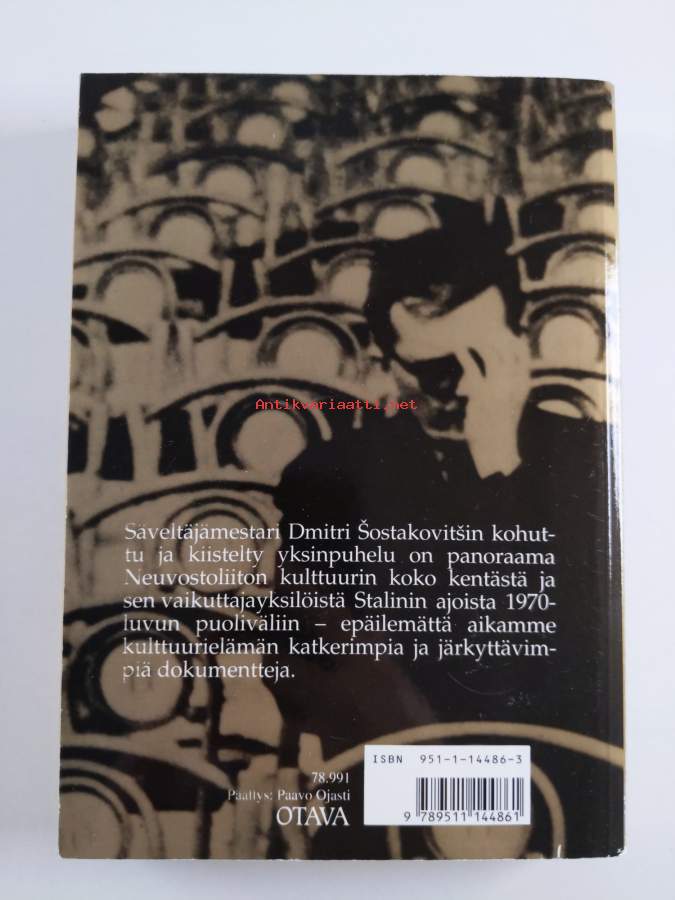 Antikvariaatti.net
Säveltäjämestari Dmitri Šostakovitšin kohut-
tu ja kiistelty yksinpuhelu on panoraama
Neuvostoliiton kulttuurin koko kentästä ja
sen vaikuttajayksilöistä Stalinin ajoista 1970-
luvun puoliväliin – epäilemättä aikamme
kulttuurielämän katkerimpia ja järkyttävim-
piä dokumentteja.
ISBN 951-1-14486-3
78.991
Päällys: Paavo Ojasti
OTAVA
9 789511 144861